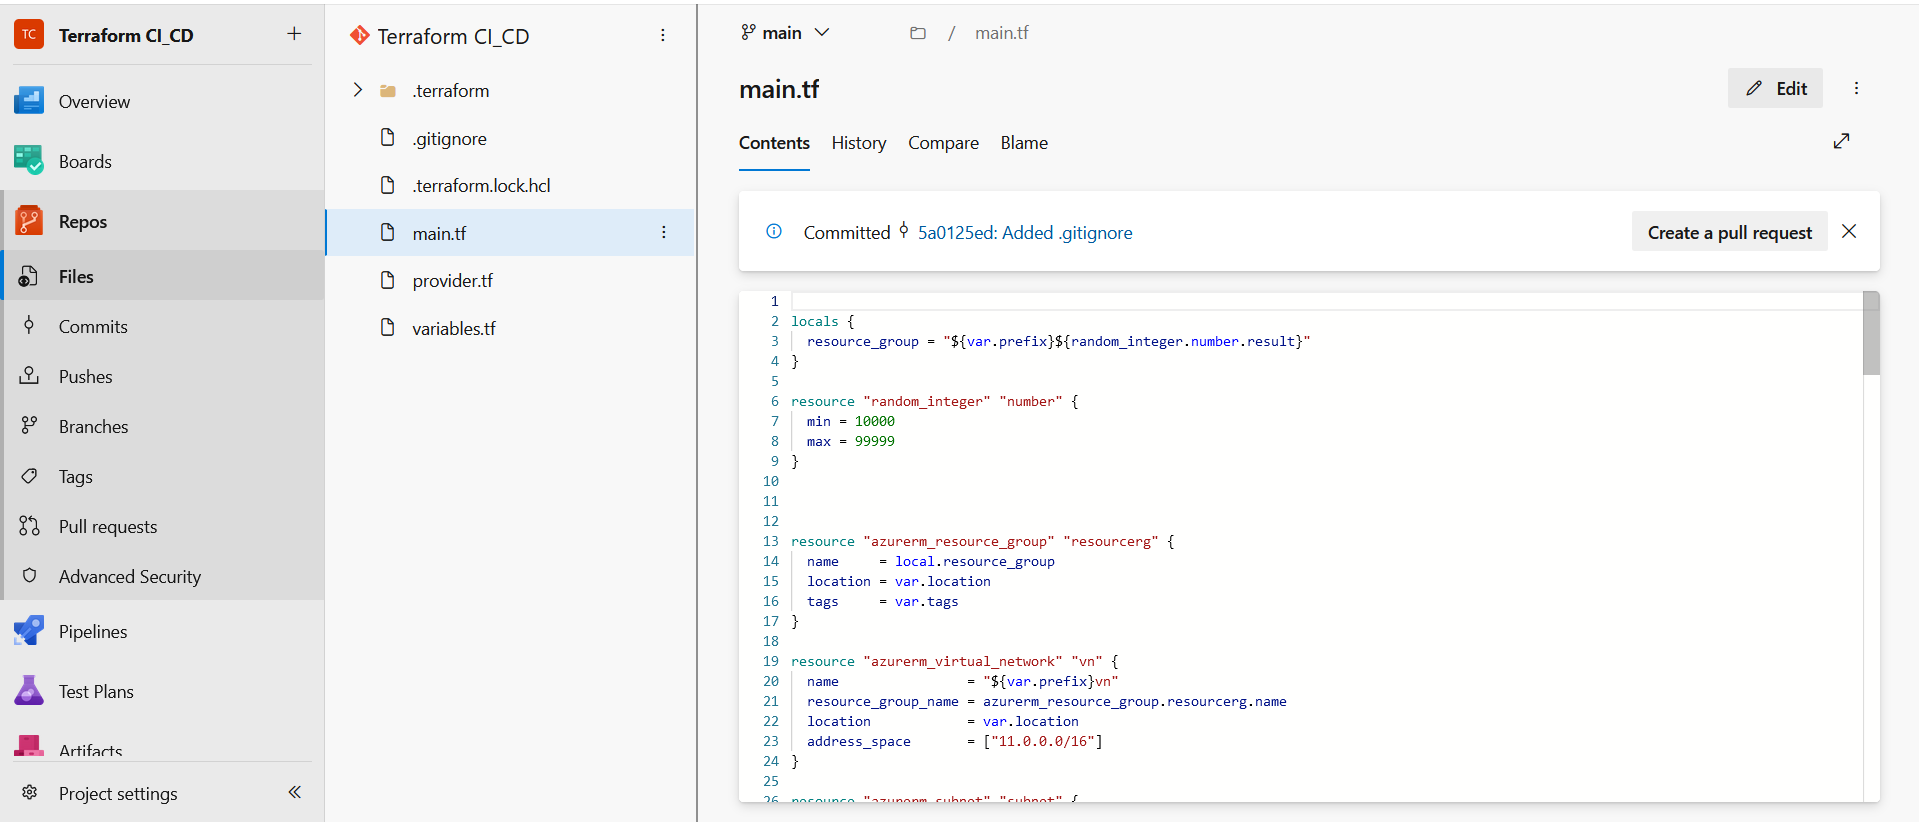 TC Terraform CI_CD +
Overview
Boards
Repos
Files
Commits
Pushes
Branches
Tags
Pull requests
Advanced Security
Pipelines
Test Plans
Artifacts
Project settings
Terraform CI_CD
.terraform
.gitignore
.terraform.lock.hcl
main.tf
provider.tf
variables.tf
main / main.tf
main.tf
Edit
Contents History Compare Blame
Committed 5a0125ed: Added .gitignore
Create a pull request
1
2 locals {
3 resource_group = "${var.prefix}${random_integer.number.result}"
4 }
5
6 resource "random_integer" "number" {
7 min = 10000
8 max = 99999
9 }
10
11
12
13 resource "azurerm_resource_group" "resourcerg" {
14 name = local.resource_group
15 location = var.location
16 tags = var.tags
17 }
18
19 resource "azurerm_virtual_network" "vn" {
20 name = "${var.prefix}vn"
21 resource_group_name = azurerm_resource_group.resourcerg.name
22 location = var.location
23 address_space = ["11.0.0.0/16"]
24 }
25
26 resource "azurerm_subnet" "subnet" {